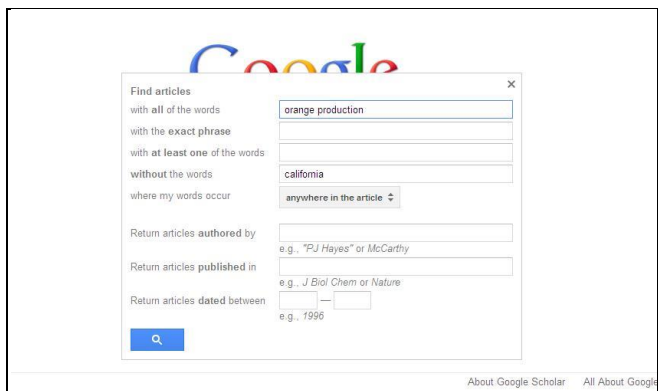 Google
Find articles ×
with all of the words orange production
with the exact phrase
with at least one of the words
without the words california
where my words occur anywhere in the article
Return articles authored by
e.g., "PJ Hayes" or McCarthy
Return articles published in
e.g., J Biol Chem or Nature
Return articles dated between —
e.g., 1996
About Google Scholar All About Google